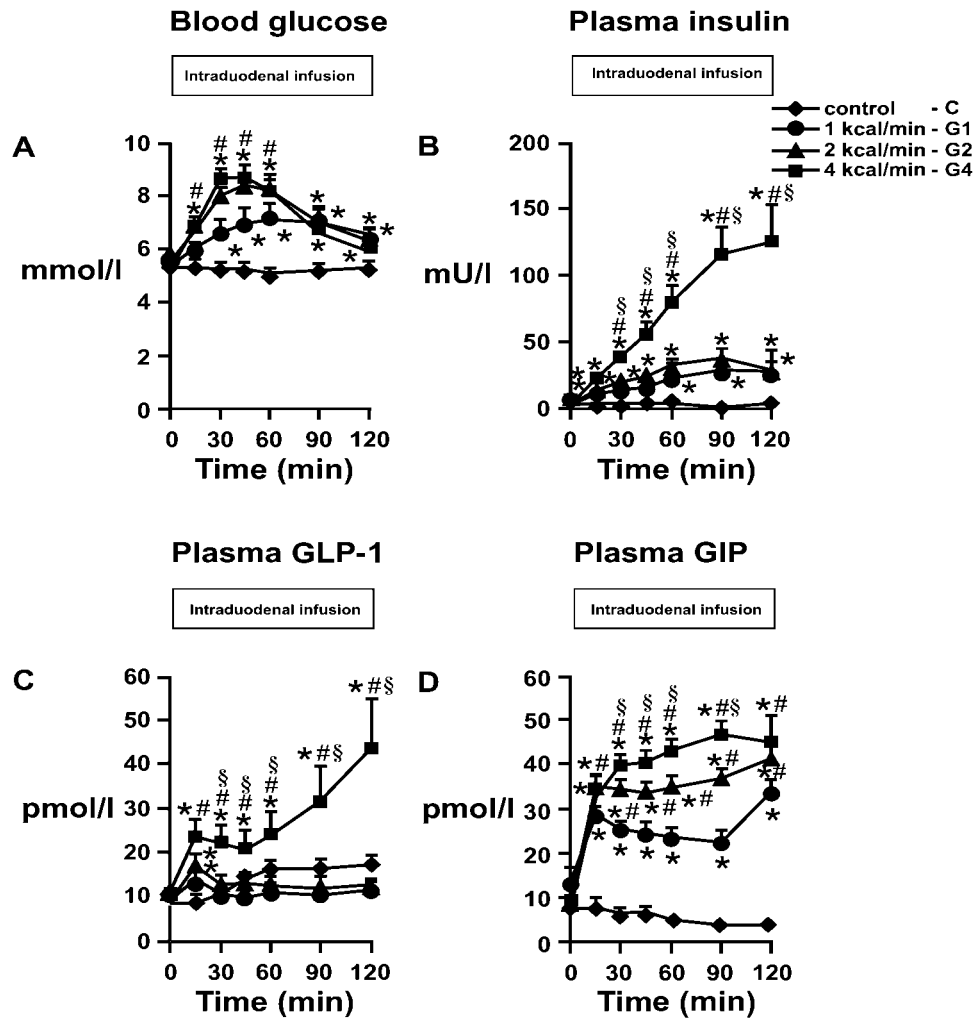 Blood glucose
Intraduodenal infusion
A
10
8
6
4
2
0
mmol/l
# # # #
* * * *
* * * *
* * * * *
0 30 60 90 120
Time (min)
Plasma insulin
Intraduodenal infusion
control - C
1 kcal/min - G1
2 kcal/min - G2
4 kcal/min - G4
B
200
150
100
50
0
mU/l
*#§ *#§
§ § §
# # #
* * *
* * * * * * *
* * * * *
0 30 60 90 120
Time (min)
Plasma GLP-1
Intraduodenal infusion
C
60
50
40
30
20
10
0
pmol/l
*#§
*#§
§ § §
*# # # #
* * *
*
*
0 30 60 90 120
Time (min)
Plasma GIP
Intraduodenal infusion
D
60
50
40
30
20
10
0
pmol/l
§ § § *#§ *#
# # #
* * *
*# *#
* *# *# *# *#
* * * * * *
0 30 60 90 120
Time (min)